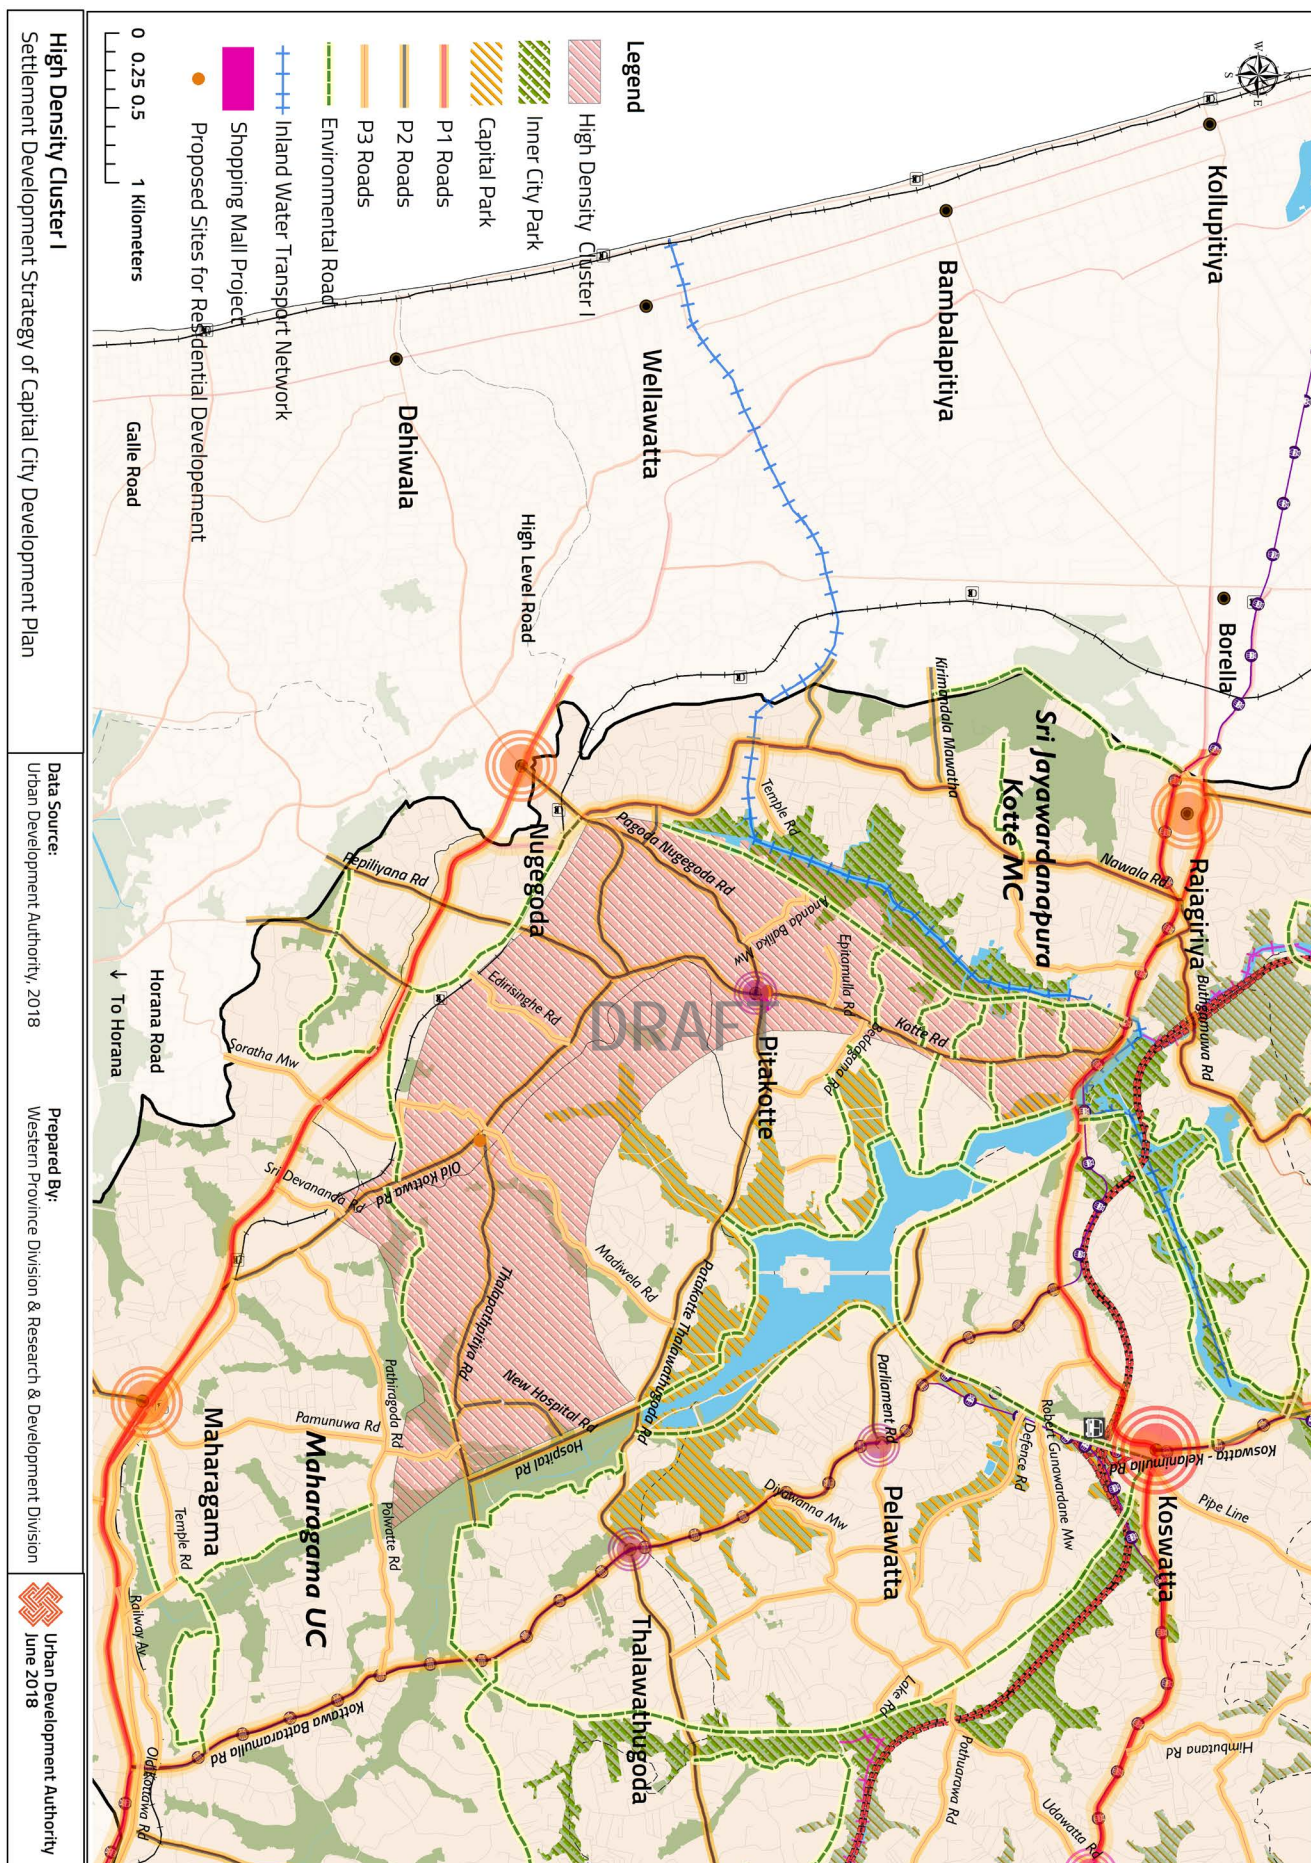 Legend
High Density Cluster I
Inner City Park
Capital Park
P1 Roads
P2 Roads
P3 Roads
Environmental Road
Inland Water Transport Network
Shopping Mall Project
Proposed Sites for Residential Developement
0 0.25 0.5 1 Kilometers
N
E
S
W
Kollupitiya
Bambalapitiya
Wellawatta
Dehiwala
Galle Road
High Level Road
Borella
Kirimandala Mawatha
Sri Jayawardanapura
Kotte MC
Rajagiriya
Nawala Rd
Buthgamuwa Rd
Temple Rd
Pagoda Nugegoda Rd
Ananda Balika Mw
Epitamulla Rd
Kotte Rd
Beddagana Rd
Nugegoda
Pepiliyana Rd
Edirisinghe Rd
DRAFT
Pitakotte
Horana Road
↓ To Horana
Soratha Mw
Sri Devananda Rd
Old Kottwa Rd
Madiwela Rd
Patakotte Thalawathugoda Rd
Thalapathpitiya Rd
New Hospital Rd
Hospital Rd
Pathiragoda Rd
Pamunuwa Rd
Polwatte Rd
Maharagama
Maharagama UC
Temple Rd
Railway Av
Old Kottawa Rd
Kottawa Battaramulla Rd
Thalawathugoda
Diyawanna Mw
Parliament Rd
Pelawatta
Defence Rd
Robert Gunawardane Mw
Koswatta - Kelanimulla Rd
Koswatta
Pipe Line
Lake Rd
Pothuarawa Rd
Himbutana Rd
Udawatta Rd
High Density Cluster I
Settlement Development Strategy of Capital City Development Plan
Data Source:
Urban Development Authority, 2018
Prepared By:
Western Province Division & Research & Development Division
Urban Development Authority
June 2018